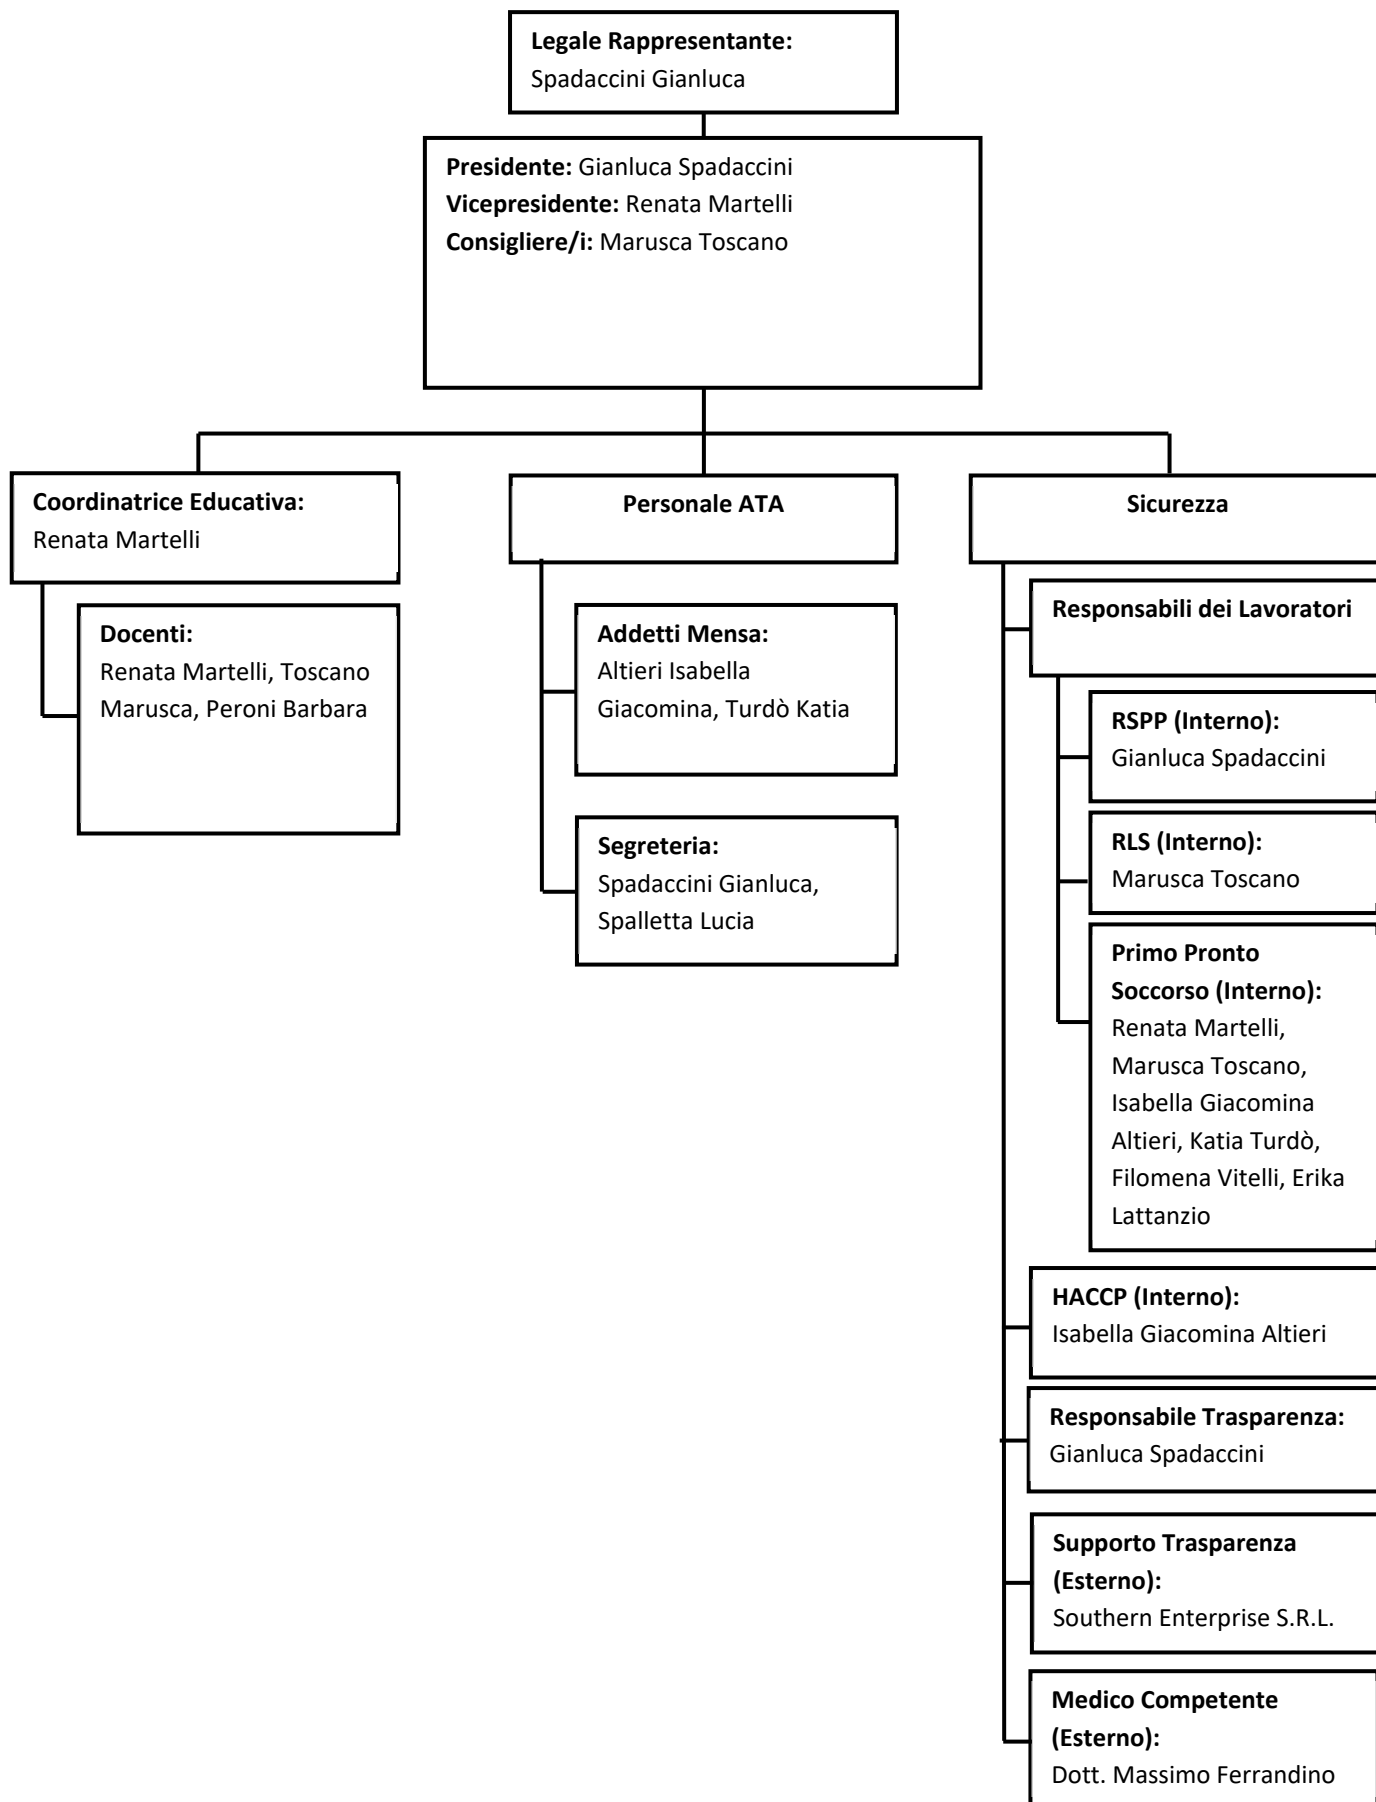 Legale Rappresentante:
Spadaccini Gianluca
Presidente: Gianluca Spadaccini
Vicepresidente: Renata Martelli
Consigliere/i: Marusca Toscano
Coordinatrice Educativa:
Renata Martelli
Docenti:
Renata Martelli, Toscano
Marusca, Peroni Barbara
Personale ATA
Addetti Mensa:
Altieri Isabella
Giacomina, Turdò Katia
Segreteria:
Spadaccini Gianluca,
Spalletta Lucia
Sicurezza
Responsabili dei Lavoratori
RSPP (Interno):
Gianluca Spadaccini
RLS (Interno):
Marusca Toscano
Primo Pronto
Soccorso (Interno):
Renata Martelli,
Marusca Toscano,
Isabella Giacomina
Altieri, Katia Turdò,
Filomena Vitelli, Erika
Lattanzio
HACCP (Interno):
Isabella Giacomina Altieri
Responsabile Trasparenza:
Gianluca Spadaccini
Supporto Trasparenza
(Esterno):
Southern Enterprise S.R.L.
Medico Competente
(Esterno):
Dott. Massimo Ferrandino